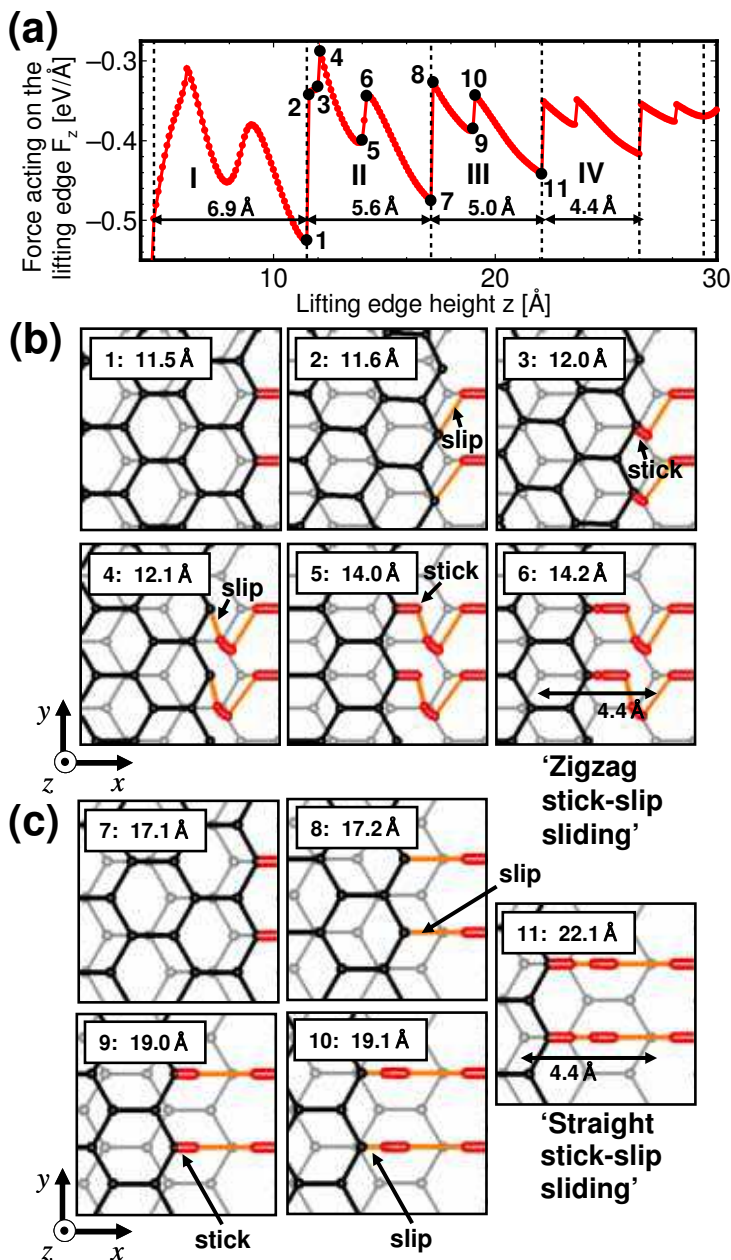 (a)
Force acting on the
lifting edge F_z [eV/Å]
−0.3
−0.4
−0.5
1
2
3
4
5
6
7
8
9
10
11
I
II
III
IV
6.9 Å
5.6 Å
5.0 Å
4.4 Å
10
20
30
Lifting edge height z [Å]
(b)
1: 11.5 Å
2: 11.6 Å
slip
3: 12.0 Å
stick
4: 12.1 Å
slip
5: 14.0 Å
stick
6: 14.2 Å
4.4 Å
y
z
x
'Zigzag
stick-slip
sliding'
(c)
7: 17.1 Å
8: 17.2 Å
slip
9: 19.0 Å
stick
10: 19.1 Å
slip
11: 22.1 Å
4.4 Å
'Straight
stick-slip
sliding'
y
z
x